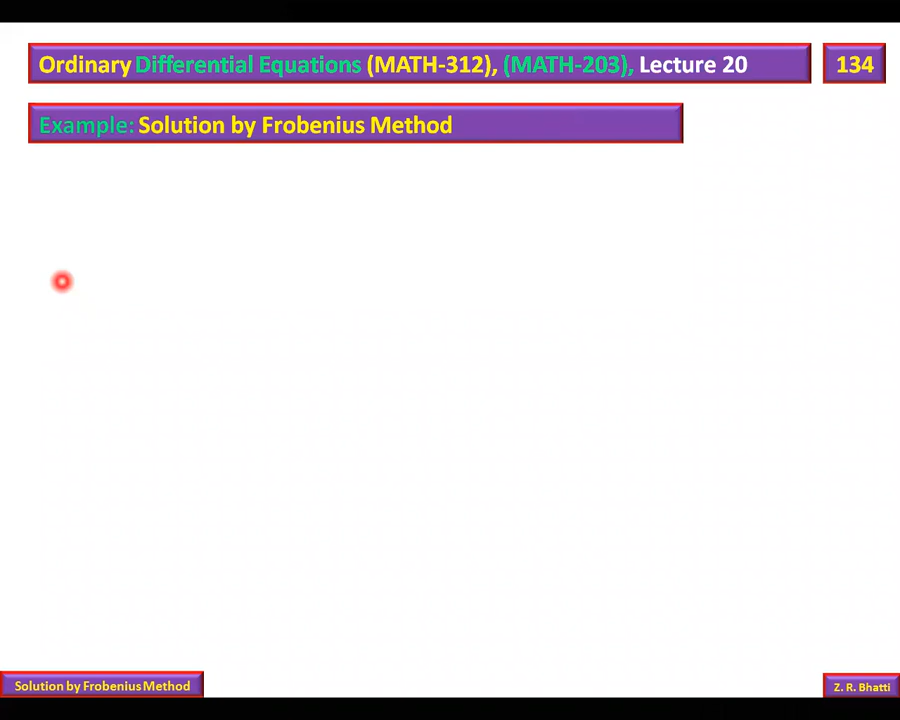 Ordinary Differential Equations (MATH-312), (MATH-203), Lecture 20
134
Example: Solution by Frobenius Method
Solution by Frobenius Method
Z. R. Bhatti